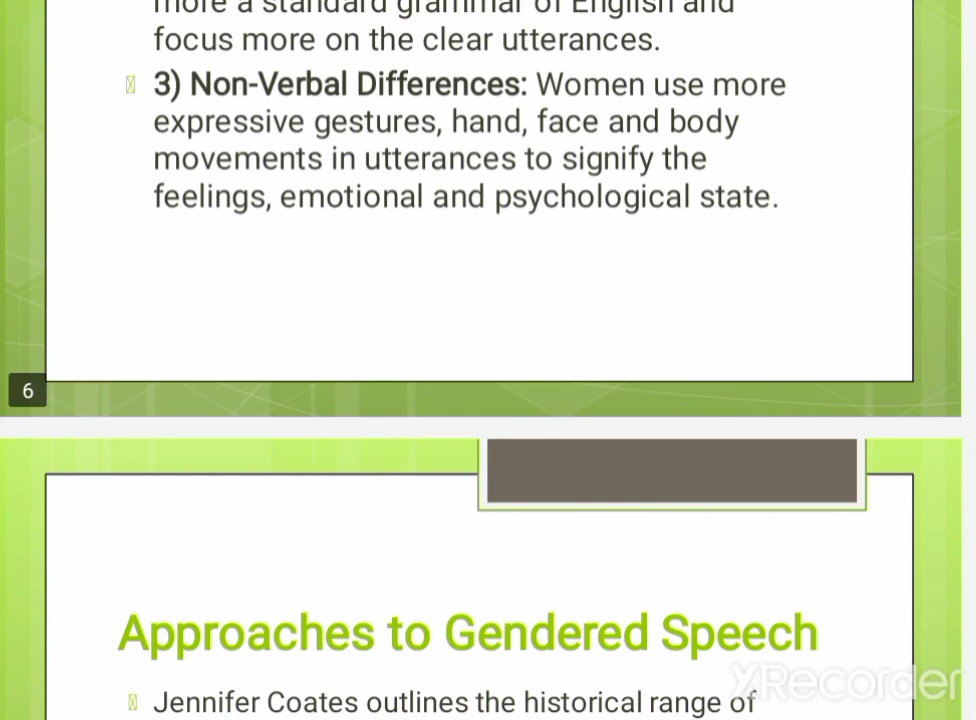 more a standard grammar of English and
focus more on the clear utterances.
3) Non-Verbal Differences: Women use more
expressive gestures, hand, face and body
movements in utterances to signify the
feelings, emotional and psychological state.
6
Approaches to Gendered Speech
XRecorder
Jennifer Coates outlines the historical range of